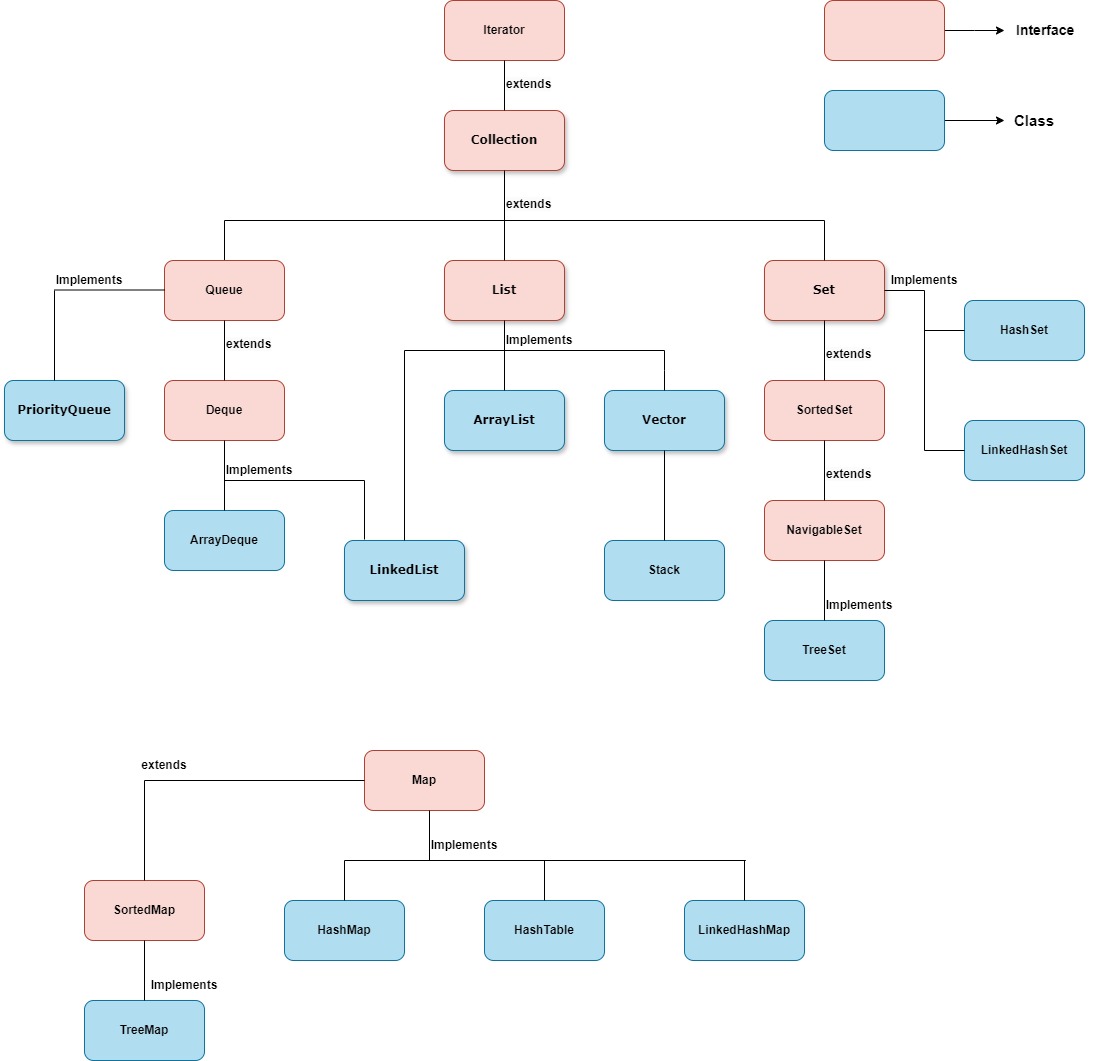 Iterator
Interface
extends
Class
Collection
extends
Implements
Queue
List
Set
Implements
HashSet
extends
Implements
extends
PriorityQueue
Deque
ArrayList
Vector
SortedSet
LinkedHashSet
Implements
extends
ArrayDeque
LinkedList
Stack
NavigableSet
Implements
TreeSet
extends
Map
Implements
SortedMap
HashMap
HashTable
LinkedHashMap
Implements
TreeMap